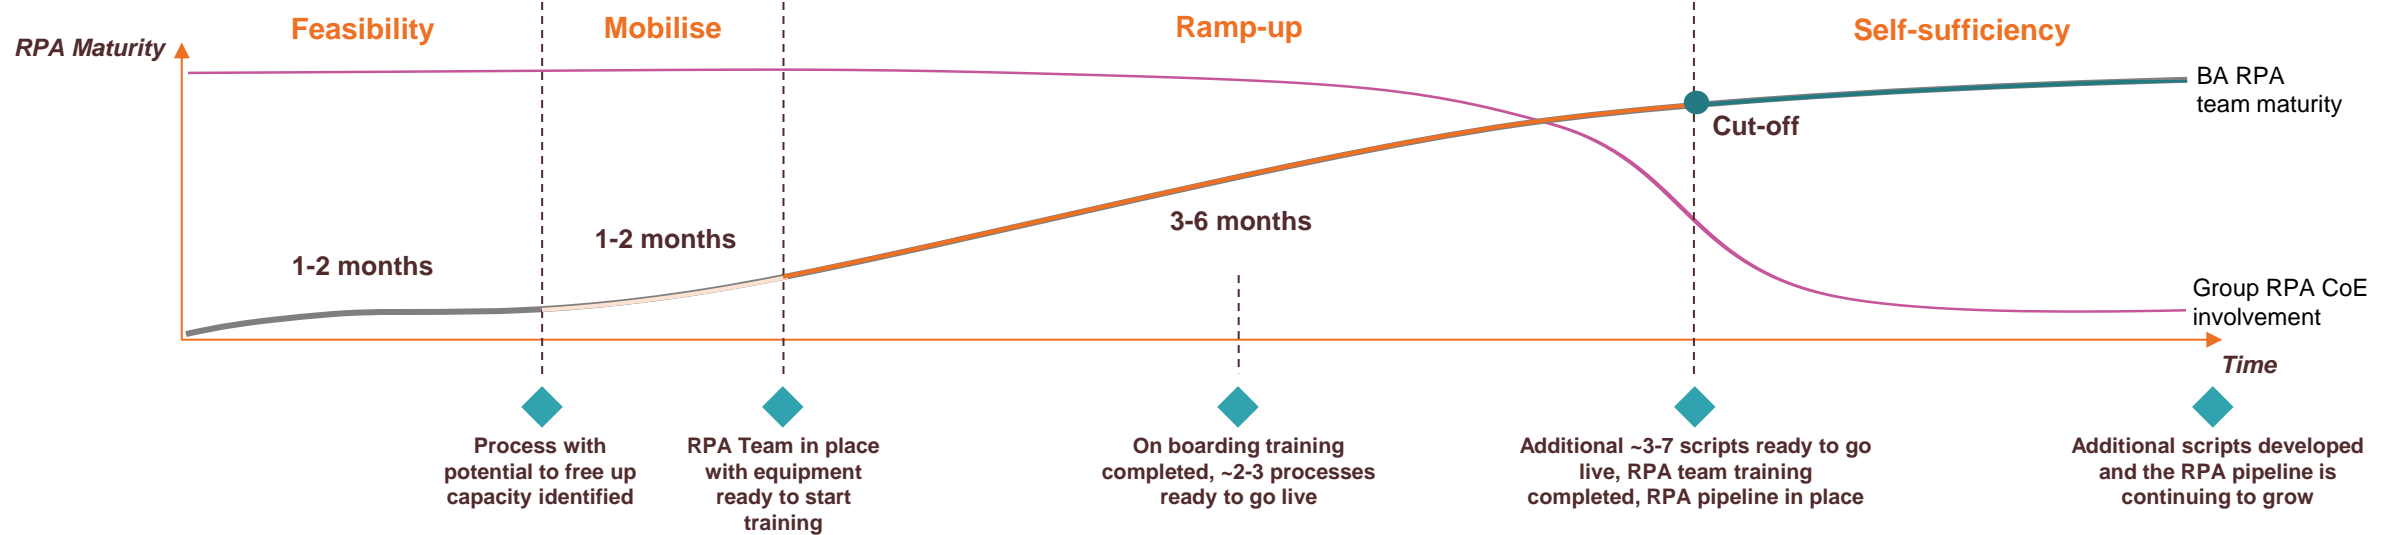 Feasibility
Mobilise
Ramp-up
Self-sufficiency
RPA Maturity
BA RPA
team maturity
Cut-off
3-6 months
1-2 months
1-2 months
Group RPA CoE
involvement
Time
Process with
potential to free up
capacity identified
RPA Team in place
with equipment
ready to start
training
On boarding training
completed, ~2-3 processes
ready to go live
Additional ~3-7 scripts ready to go
live, RPA team training
completed, RPA pipeline in place
Additional scripts developed
and the RPA pipeline is
continuing to grow